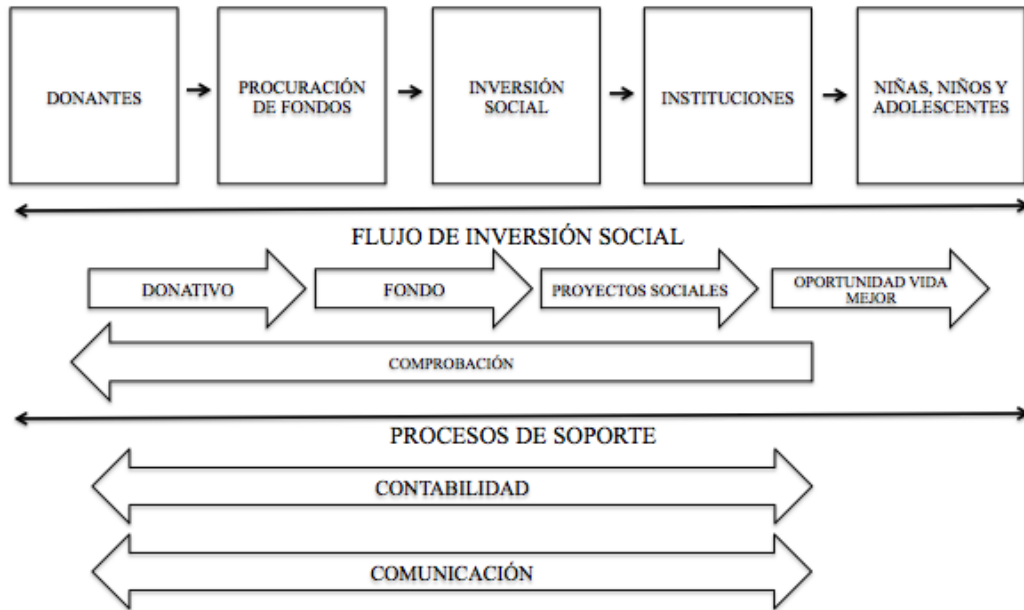 DONANTES
PROCURACIÓN
DE FONDOS
INVERSIÓN
SOCIAL
INSTITUCIONES
NIÑAS, NIÑOS Y
ADOLESCENTES
FLUJO DE INVERSIÓN SOCIAL
DONATIVO
FONDO
PROYECTOS SOCIALES
OPORTUNIDAD VIDA
MEJOR
COMPROBACIÓN
PROCESOS DE SOPORTE
CONTABILIDAD
COMUNICACIÓN